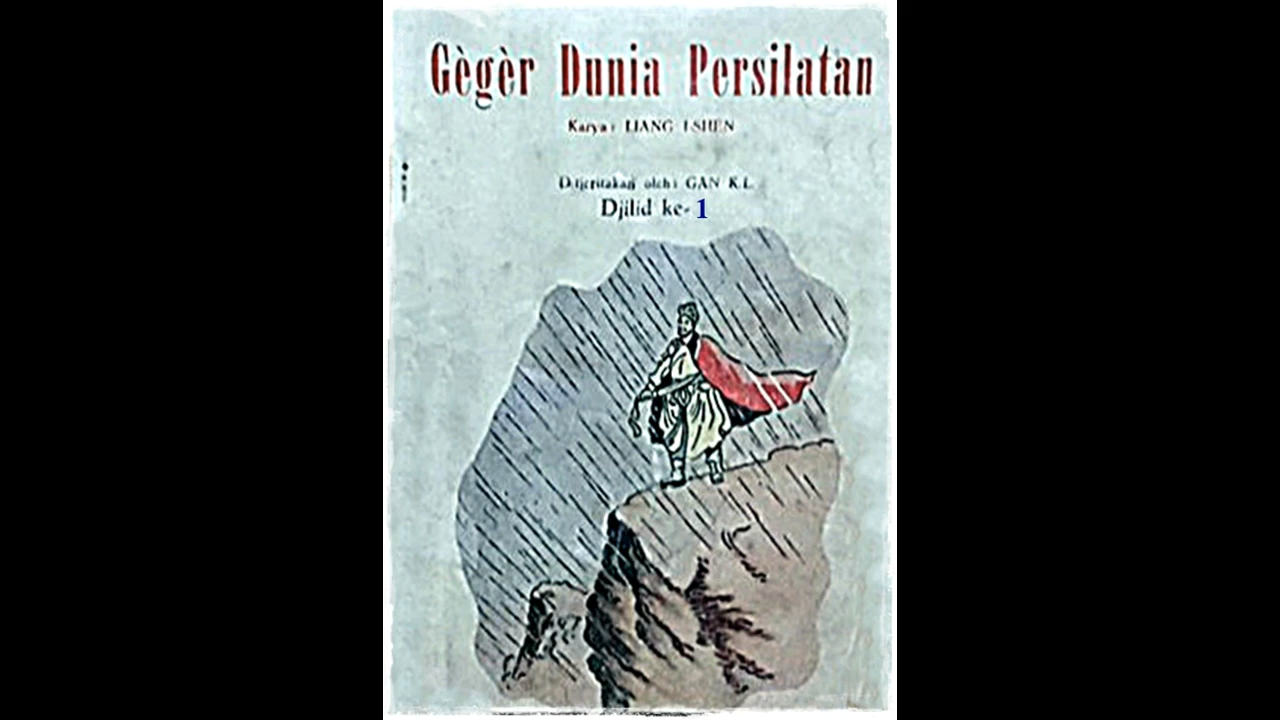 Gègèr Dunia Persilatan
Karya: LIANG I-SHEN
Ditjeritakan oleh: GAN K.L.
Djilid ke-1